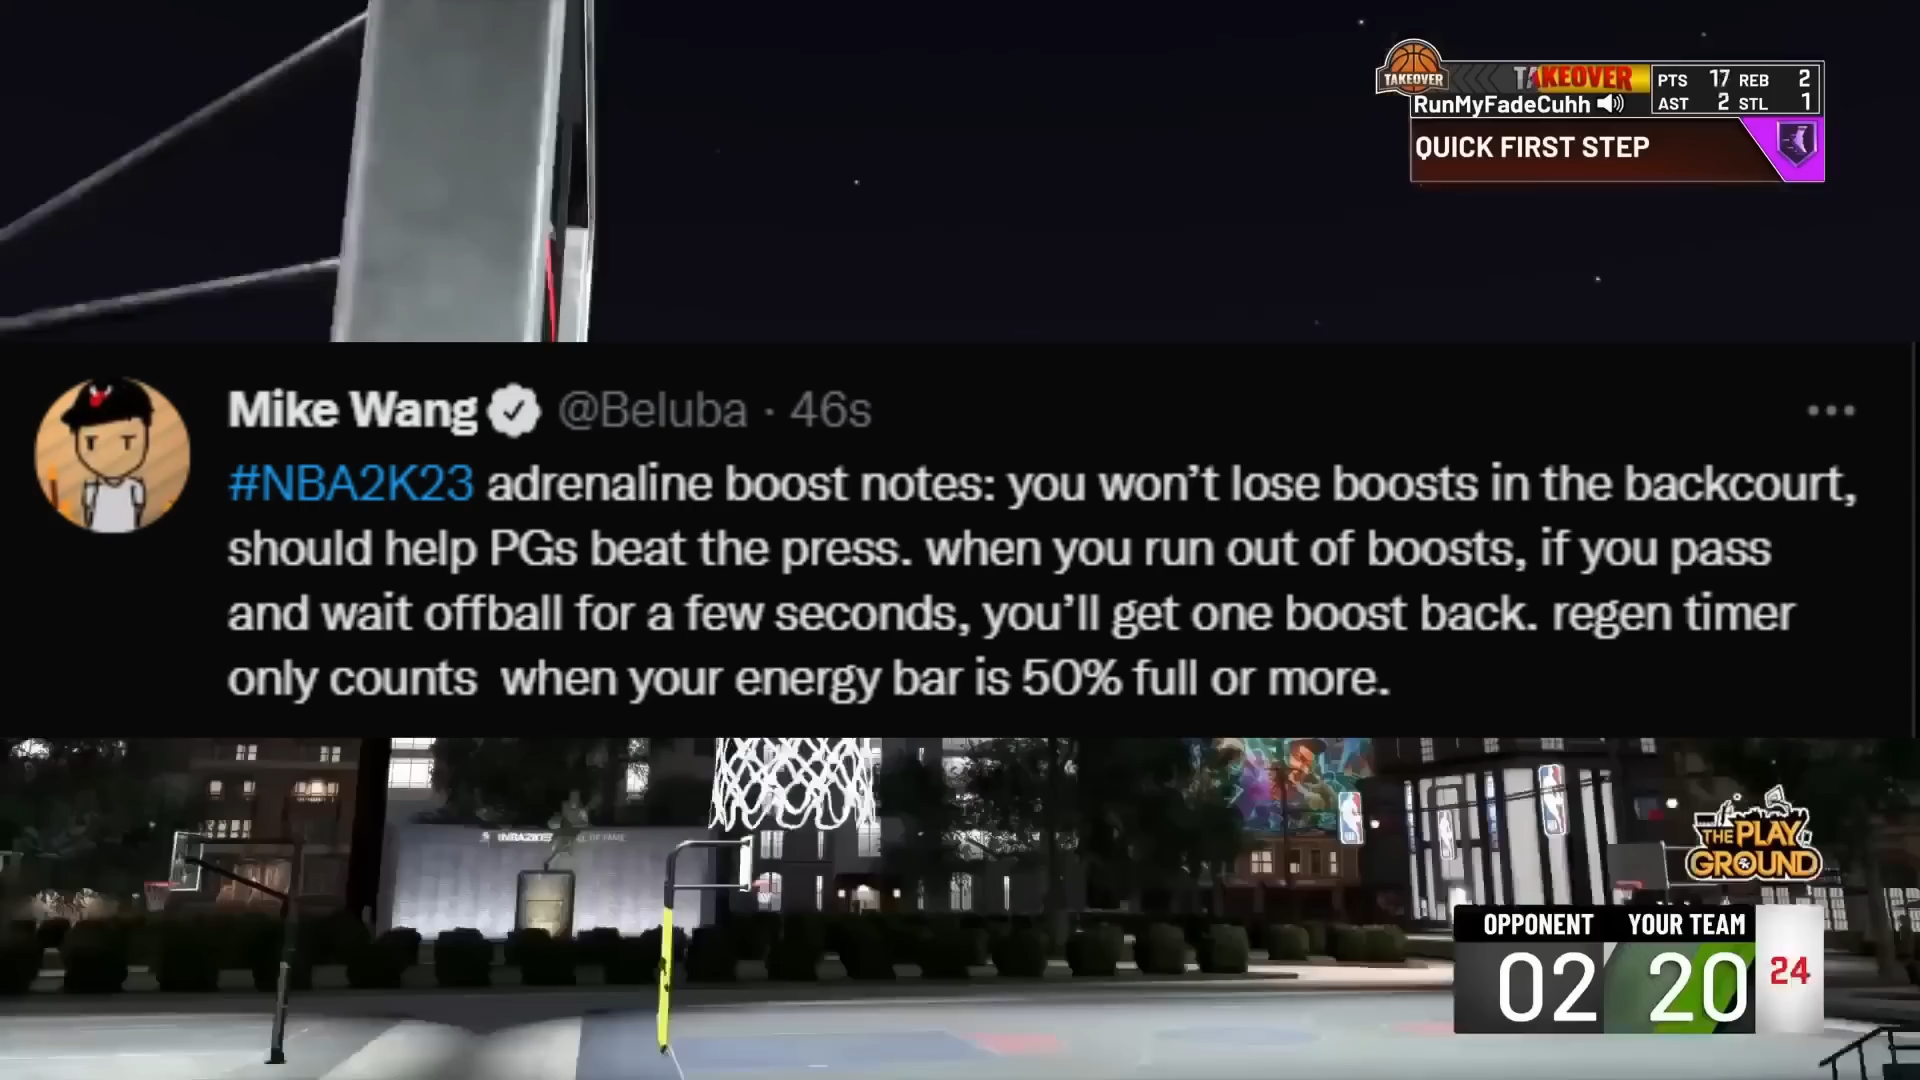 TAKEOVER
TAKEOVER
PTS 17 REB 2
RunMyFadeCuhh
AST 2 STL 1
QUICK FIRST STEP
Mike Wang @Beluba · 46s
#NBA2K23 adrenaline boost notes: you won't lose boosts in the backcourt,
should help PGs beat the press. when you run out of boosts, if you pass
and wait offball for a few seconds, you'll get one boost back. regen timer
only counts  when your energy bar is 50% full or more.
THE PLAY
GROUND
OPPONENT YOUR TEAM
02 20 24